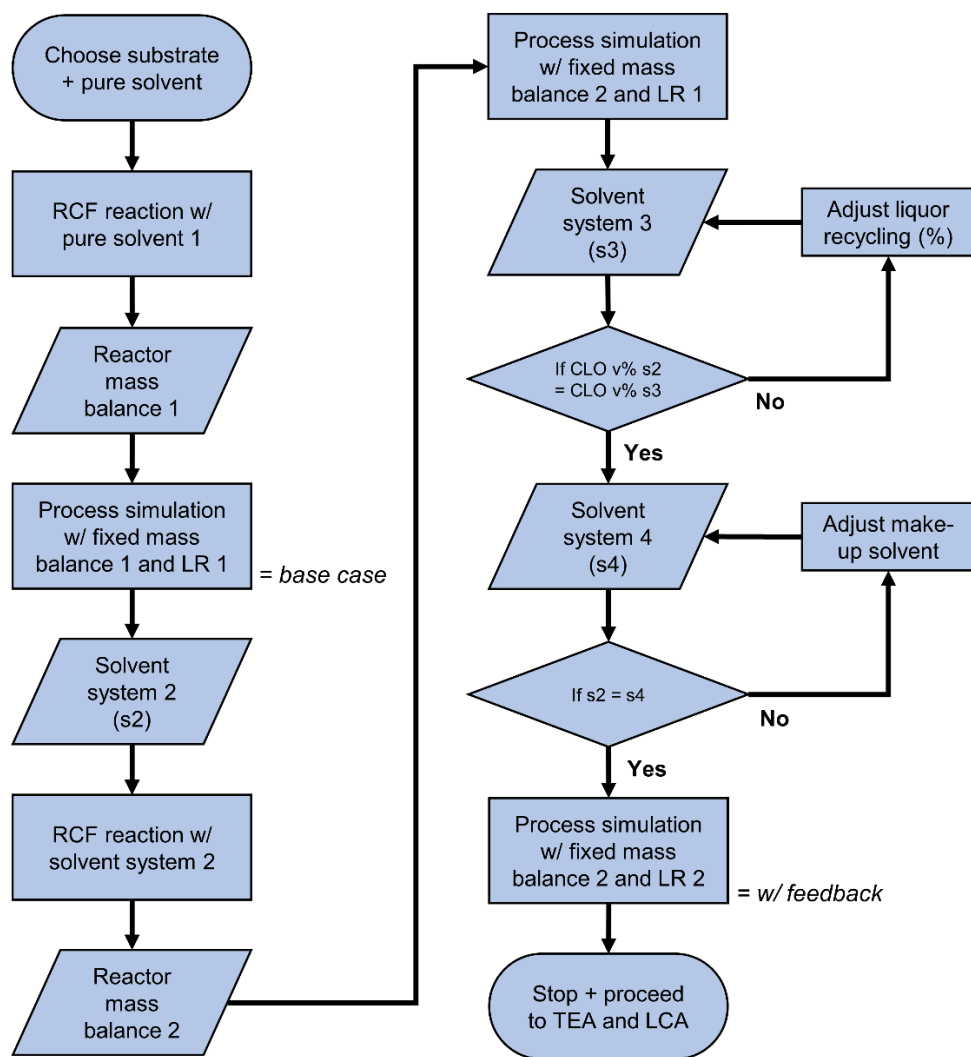 Choose substrate
+ pure solvent
RCF reaction w/
pure solvent 1
Reactor
mass
balance 1
Process simulation
w/ fixed mass
balance 1 and LR 1
= base case
Solvent
system 2
(s2)
RCF reaction w/
solvent system 2
Reactor
mass
balance 2
Process simulation
w/ fixed mass
balance 2 and LR 1
Solvent
system 3
(s3)
Adjust liquor
recycling (%)
If CLO v% s2
= CLO v% s3
No
Yes
Solvent
system 4
(s4)
Adjust make-
up solvent
If s2 = s4
No
Yes
Process simulation
w/ fixed mass
balance 2 and LR 2
= w/ feedback
Stop + proceed
to TEA and LCA